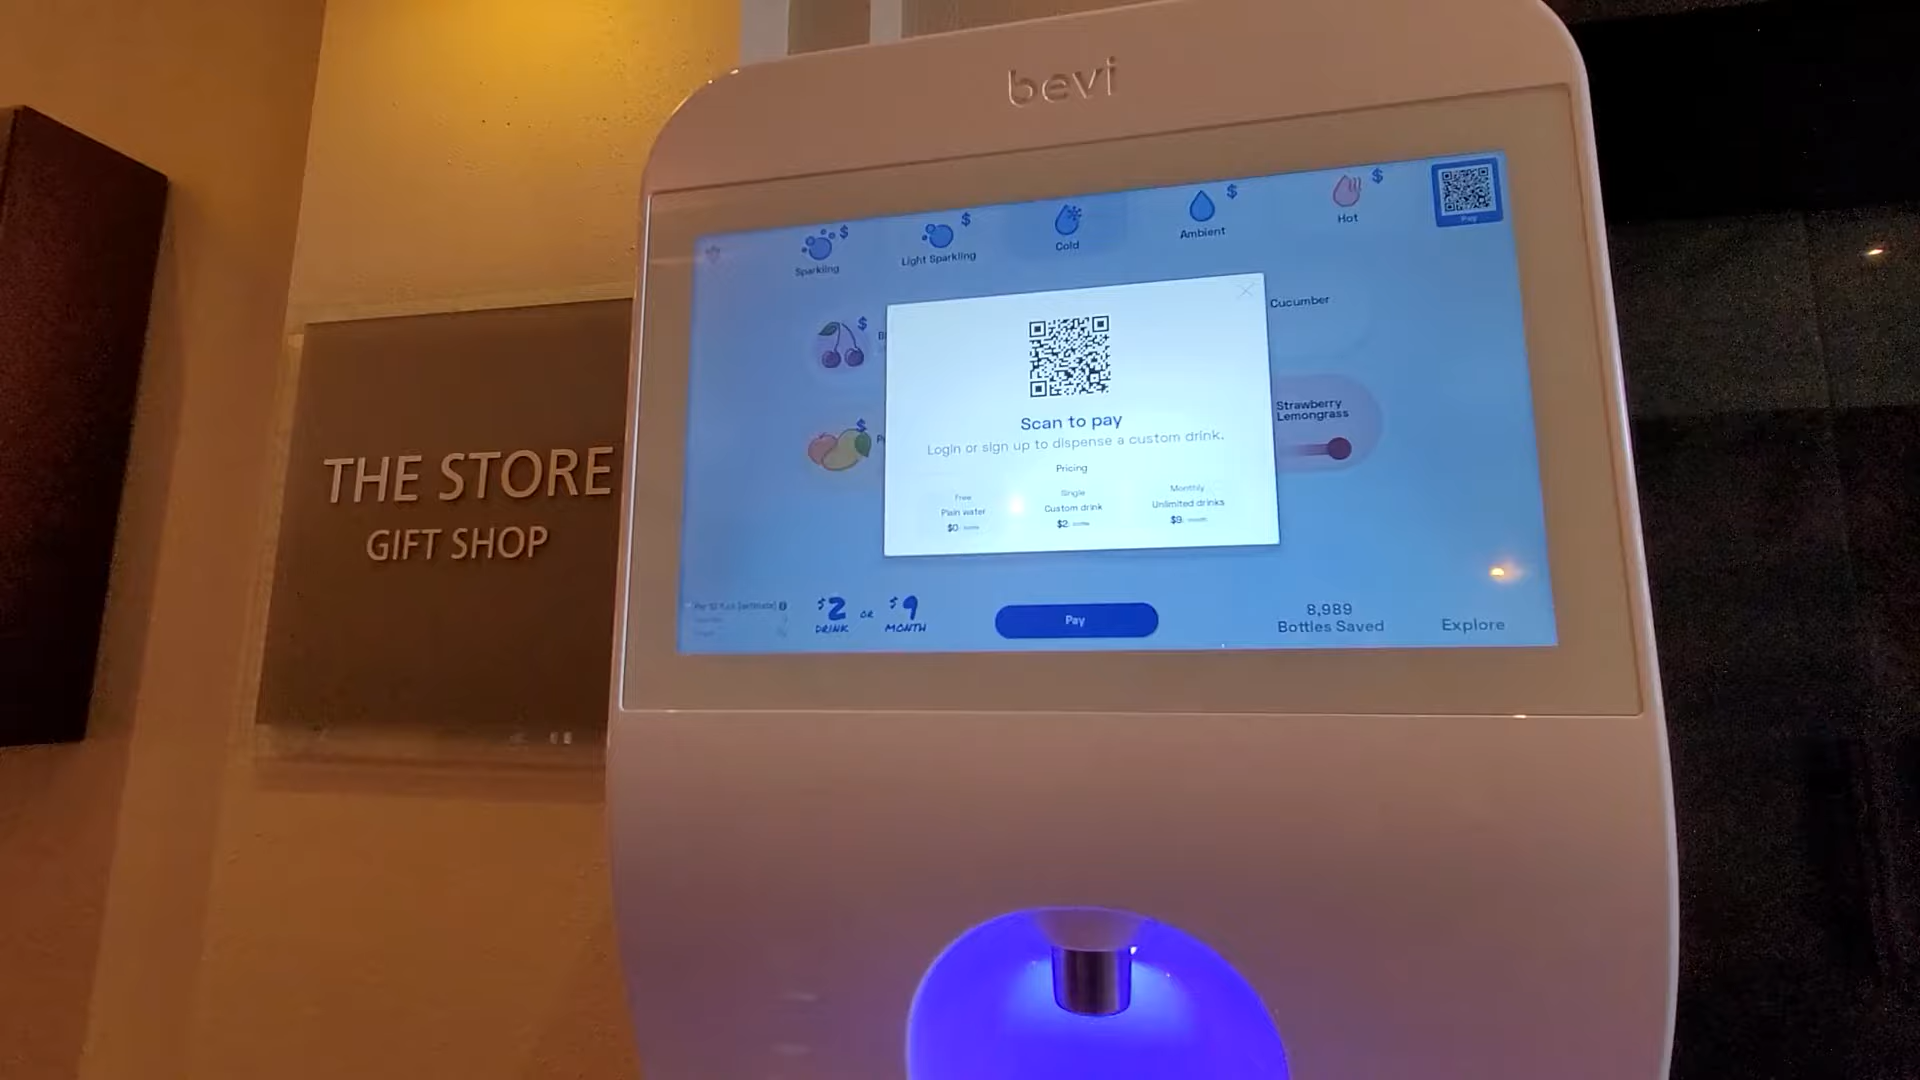 bevi
$
Sparkling
$
Light Sparkling
Cold
$
Ambient
$
Hot
Pay
$
Cucumber
$
Strawberry
Lemongrass
Scan to pay
Login or sign up to dispense a custom drink.
Pricing
Free
Plain water
$0
Single
Custom drink
$2
Monthly
Unlimited drinks
$9
$2 DRINK OR $9 MONTH
Pay
8,989
Bottles Saved
Explore
THE STORE
GIFT SHOP